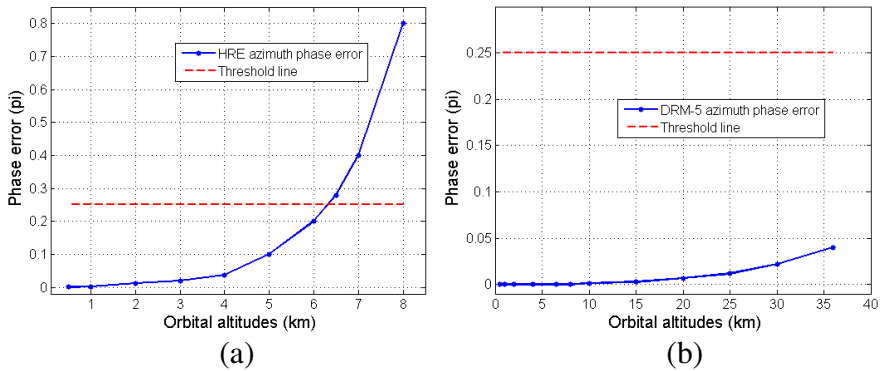 0.8
0.7
0.6
0.5
0.4
0.3
0.2
0.1
0
Phase error (pi)
HRE azimuth phase error
Threshold line
1 2 3 4 5 6 7 8
Orbital altitudes (km)
(a)
0.25
0.2
0.15
0.1
0.05
0
Phase error (pi)
DRM-5 azimuth phase error
Threshold line
0 5 10 15 20 25 30 35 40
Orbital altitudes (km)
(b)